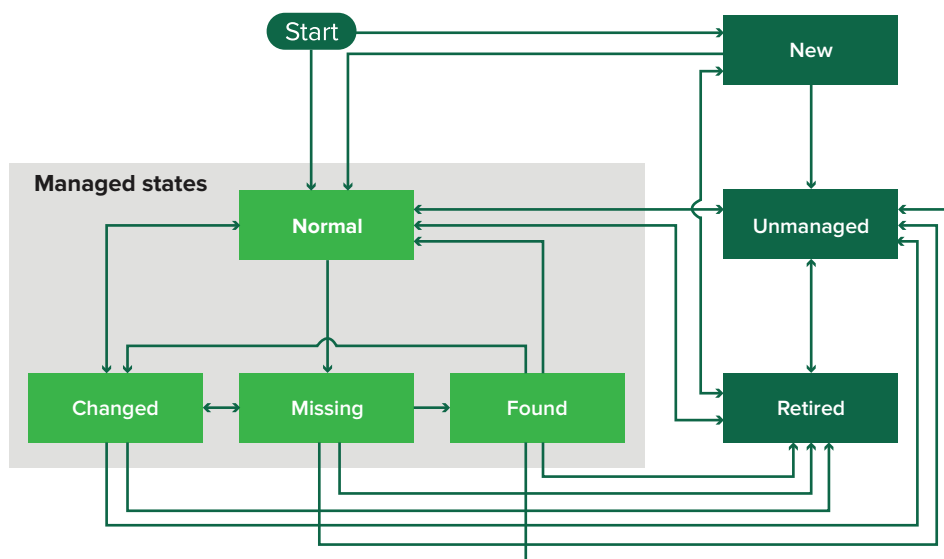 Start
New
Managed states
Normal
Unmanaged
Changed
Missing
Found
Retired